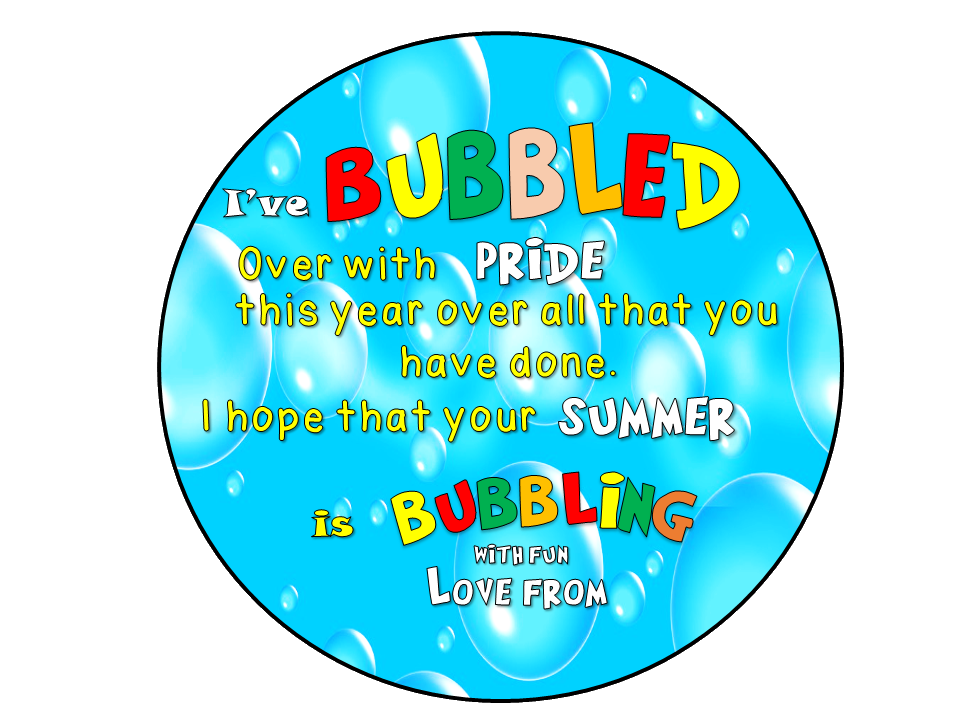 I've BUBBLED
Over with PRiDE
this year over all that you
have done.
I hope that your SUMMER
is BUBBLiNG
WiTH FUN
LOVE FROM